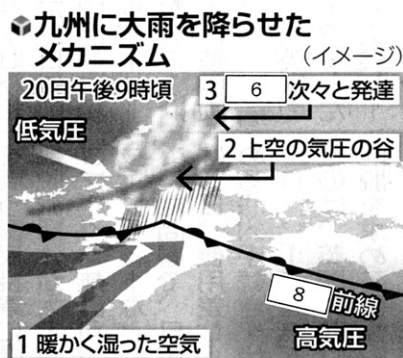 九州に大雨を降らせた
メカニズム (イメージ)
20日午後9時頃
3 6 次々と発達
低気圧
2 上空の気圧の谷
8 前線
1 暖かく湿った空気
高気圧